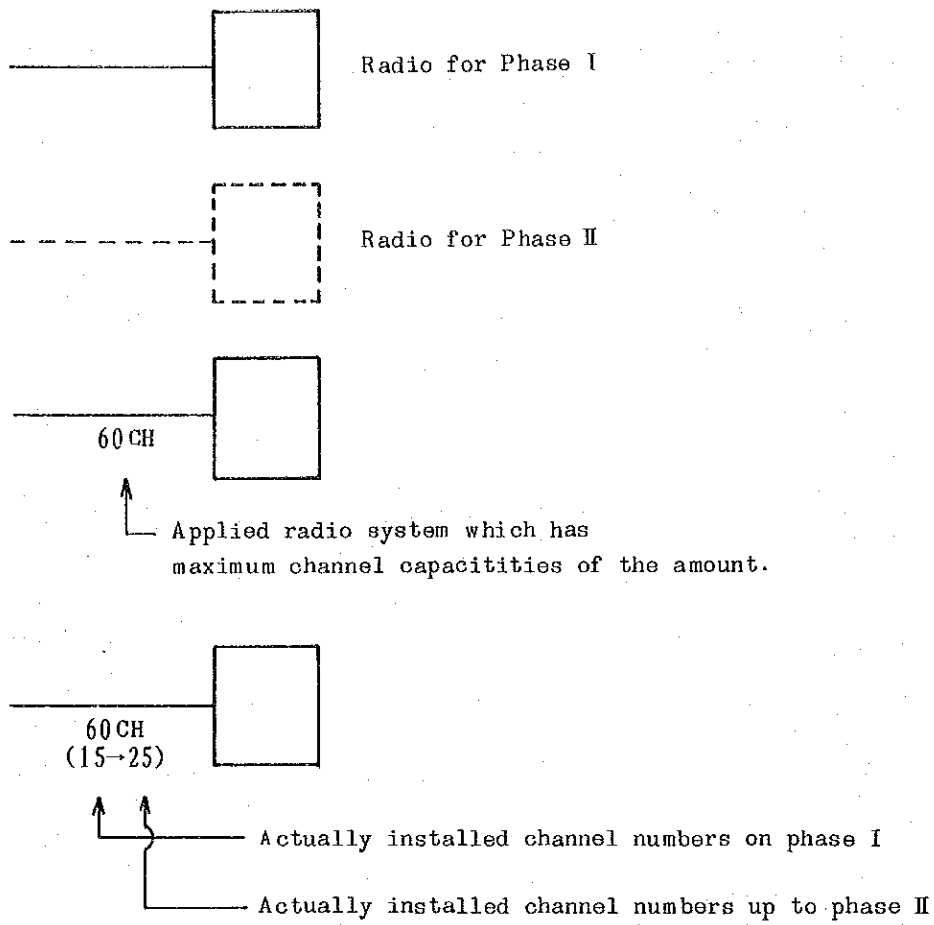 Radio for Phase I
Radio for Phase II
60 CH
Applied radio system which has
maximum channel capacitities of the amount.
60 CH
(15→25)
Actually installed channel numbers on phase I
Actually installed channel numbers up to phase II